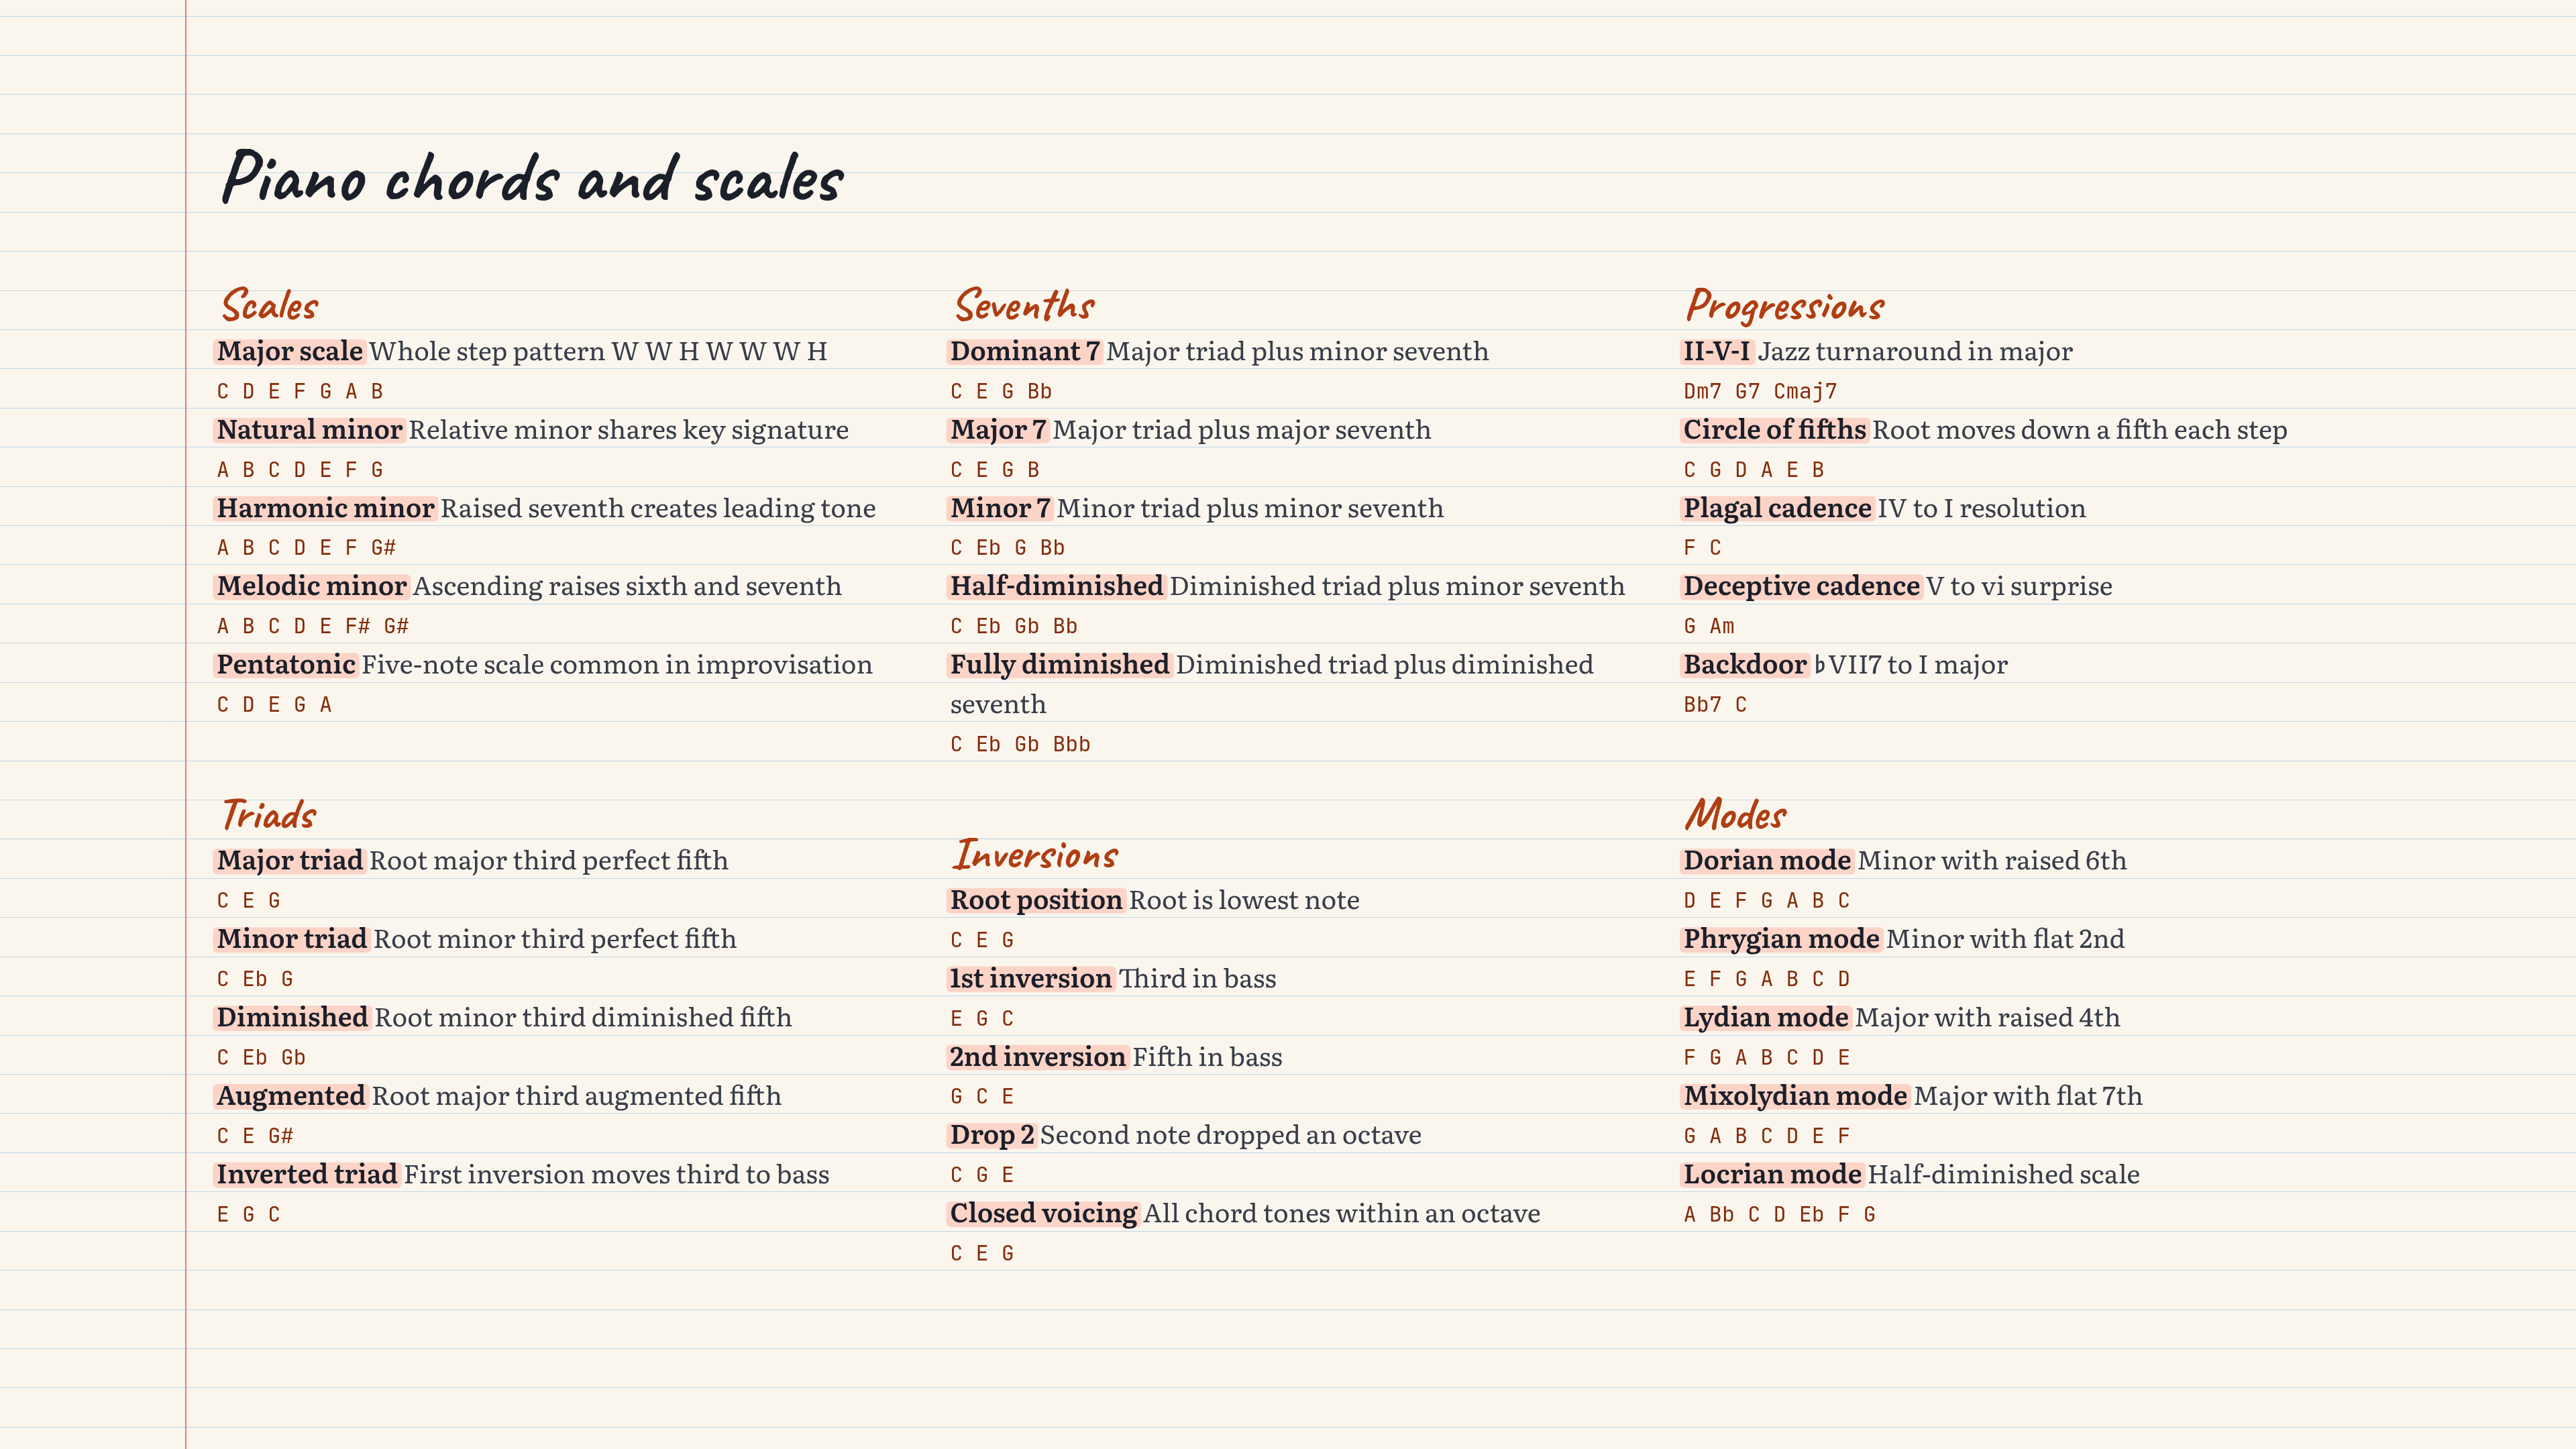 Piano chords and scales
Scales
Major scale Whole step pattern W W H W W W H
C D E F G A B
Natural minor Relative minor shares key signature
A B C D E F G
Harmonic minor Raised seventh creates leading tone
A B C D E F G#
Melodic minor Ascending raises sixth and seventh
A B C D E F# G#
Pentatonic Five-note scale common in improvisation
C D E G A
Triads
Major triad Root major third perfect fifth
C E G
Minor triad Root minor third perfect fifth
C Eb G
Diminished Root minor third diminished fifth
C Eb Gb
Augmented Root major third augmented fifth
C E G#
Inverted triad First inversion moves third to bass
E G C
Sevenths
Dominant 7 Major triad plus minor seventh
C E G Bb
Major 7 Major triad plus major seventh
C E G B
Minor 7 Minor triad plus minor seventh
C Eb G Bb
Half-diminished Diminished triad plus minor seventh
C Eb Gb Bb
Fully diminished Diminished triad plus diminished
seventh
C Eb Gb Bbb
Inversions
Root position Root is lowest note
C E G
1st inversion Third in bass
E G C
2nd inversion Fifth in bass
G C E
Drop 2 Second note dropped an octave
C G E
Closed voicing All chord tones within an octave
C E G
Progressions
II-V-I Jazz turnaround in major
Dm7 G7 Cmaj7
Circle of fifths Root moves down a fifth each step
C G D A E B
Plagal cadence IV to I resolution
F C
Deceptive cadence V to vi surprise
G Am
Backdoor ♭VII7 to I major
Bb7 C
Modes
Dorian mode Minor with raised 6th
D E F G A B C
Phrygian mode Minor with flat 2nd
E F G A B C D
Lydian mode Major with raised 4th
F G A B C D E
Mixolydian mode Major with flat 7th
G A B C D E F
Locrian mode Half-diminished scale
A Bb C D Eb F G